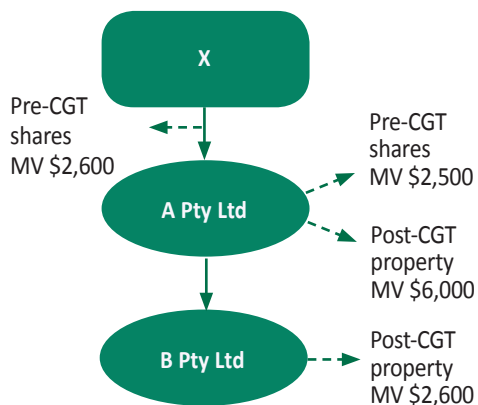 X
Pre-CGT
shares
MV $2,600
Pre-CGT
shares
MV $2,500
A Pty Ltd
Post-CGT
property
MV $6,000
B Pty Ltd
Post-CGT
property
MV $2,600